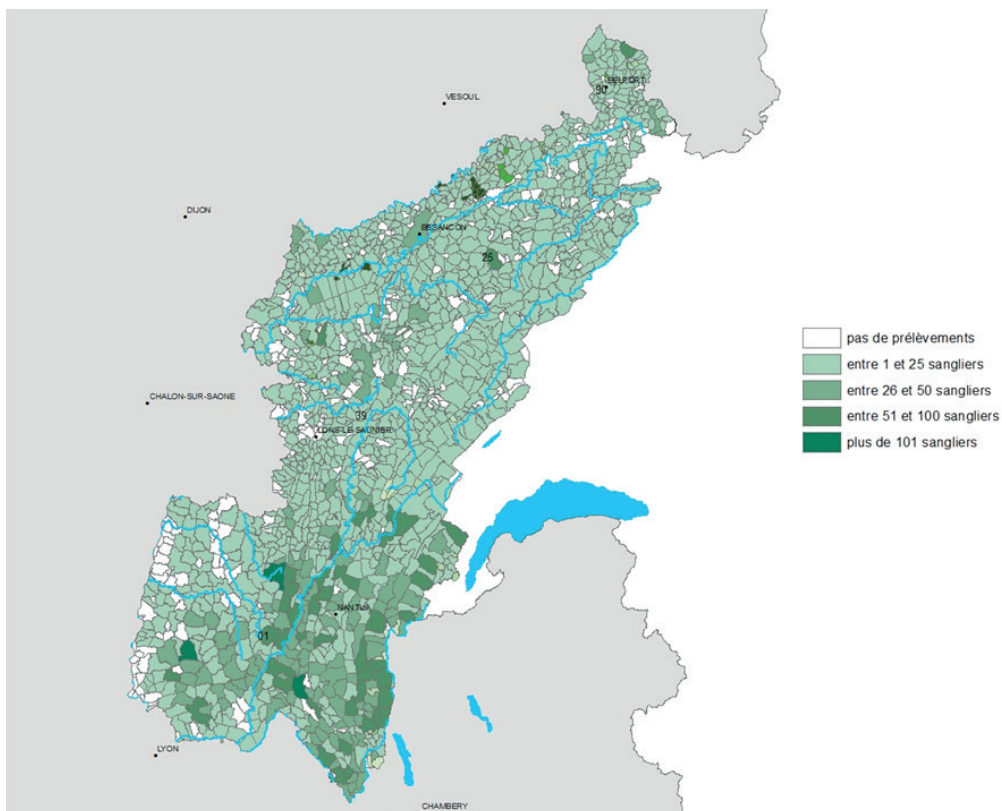 BELFORT
90
VESOUL
DIJON
BESANCON
25
pas de prélèvements
entre 1 et 25 sangliers
CHALON-SUR-SAONE
entre 26 et 50 sangliers
39
entre 51 et 100 sangliers
LONS-LE-SAUNIER
plus de 101 sangliers
NANTUA
01
LYON
CHAMBERY